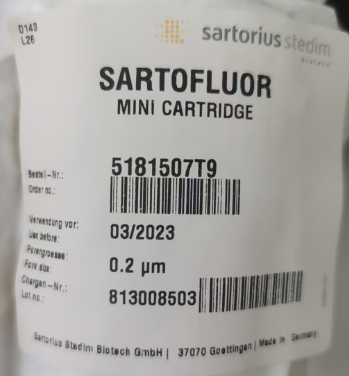 0143
L26
sartorius stedim
biotech
SARTOFLUOR
MINI CARTRIDGE
Bestell-Nr.:
Order no.:
5181507T9
Verwendung vor:
Use before:
03/2023
Porengroesse:
Pore size:
0.2 µm
Chargen-Nr.:
Lot no.:
813008503
Sartorius Stedim Biotech GmbH | 37070 Goettingen | Made in Germany